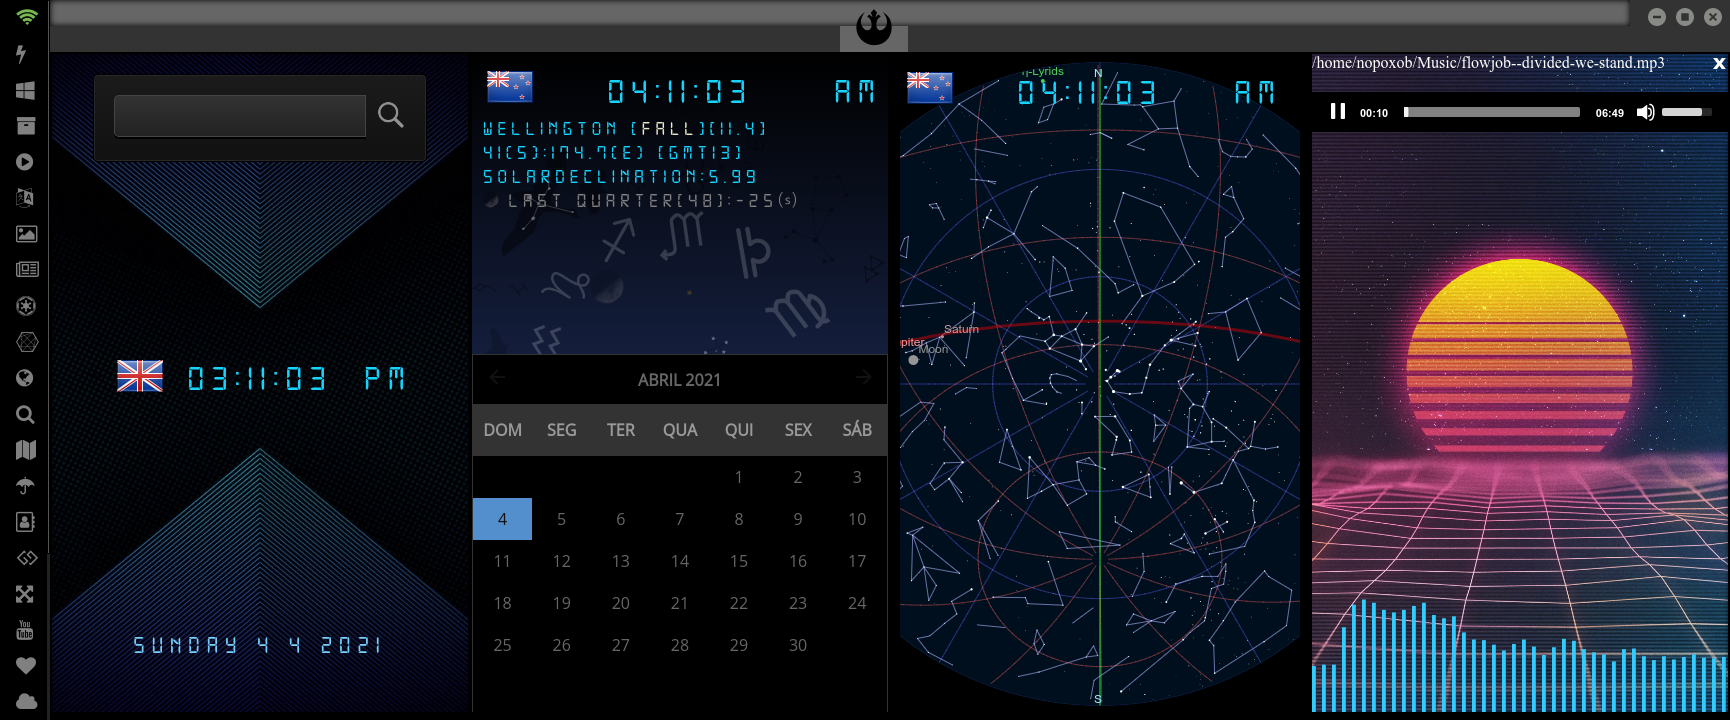 03:11:03 PM
SUNDAY 4 4 2021
04:11:03 AM
WELLINGTON [FALL][11.4]
41(S):174.7(E) [GMT13]
SOLARDECLINATION:5.99
LAST QUARTER[48]:-25(s)
ABRIL 2021
DOM SEG TER QUA QUI SEX SÁB
1 2 3
4 5 6 7 8 9 10
11 12 13 14 15 16 17
18 19 20 21 22 23 24
25 26 27 28 29 30
η-Lyrids
N
04:11:03 AM
Saturn
piter
Moon
S
/home/nopoxob/Music/flowjob--divided-we-stand.mp3 x
00:10 06:49
You
Tube